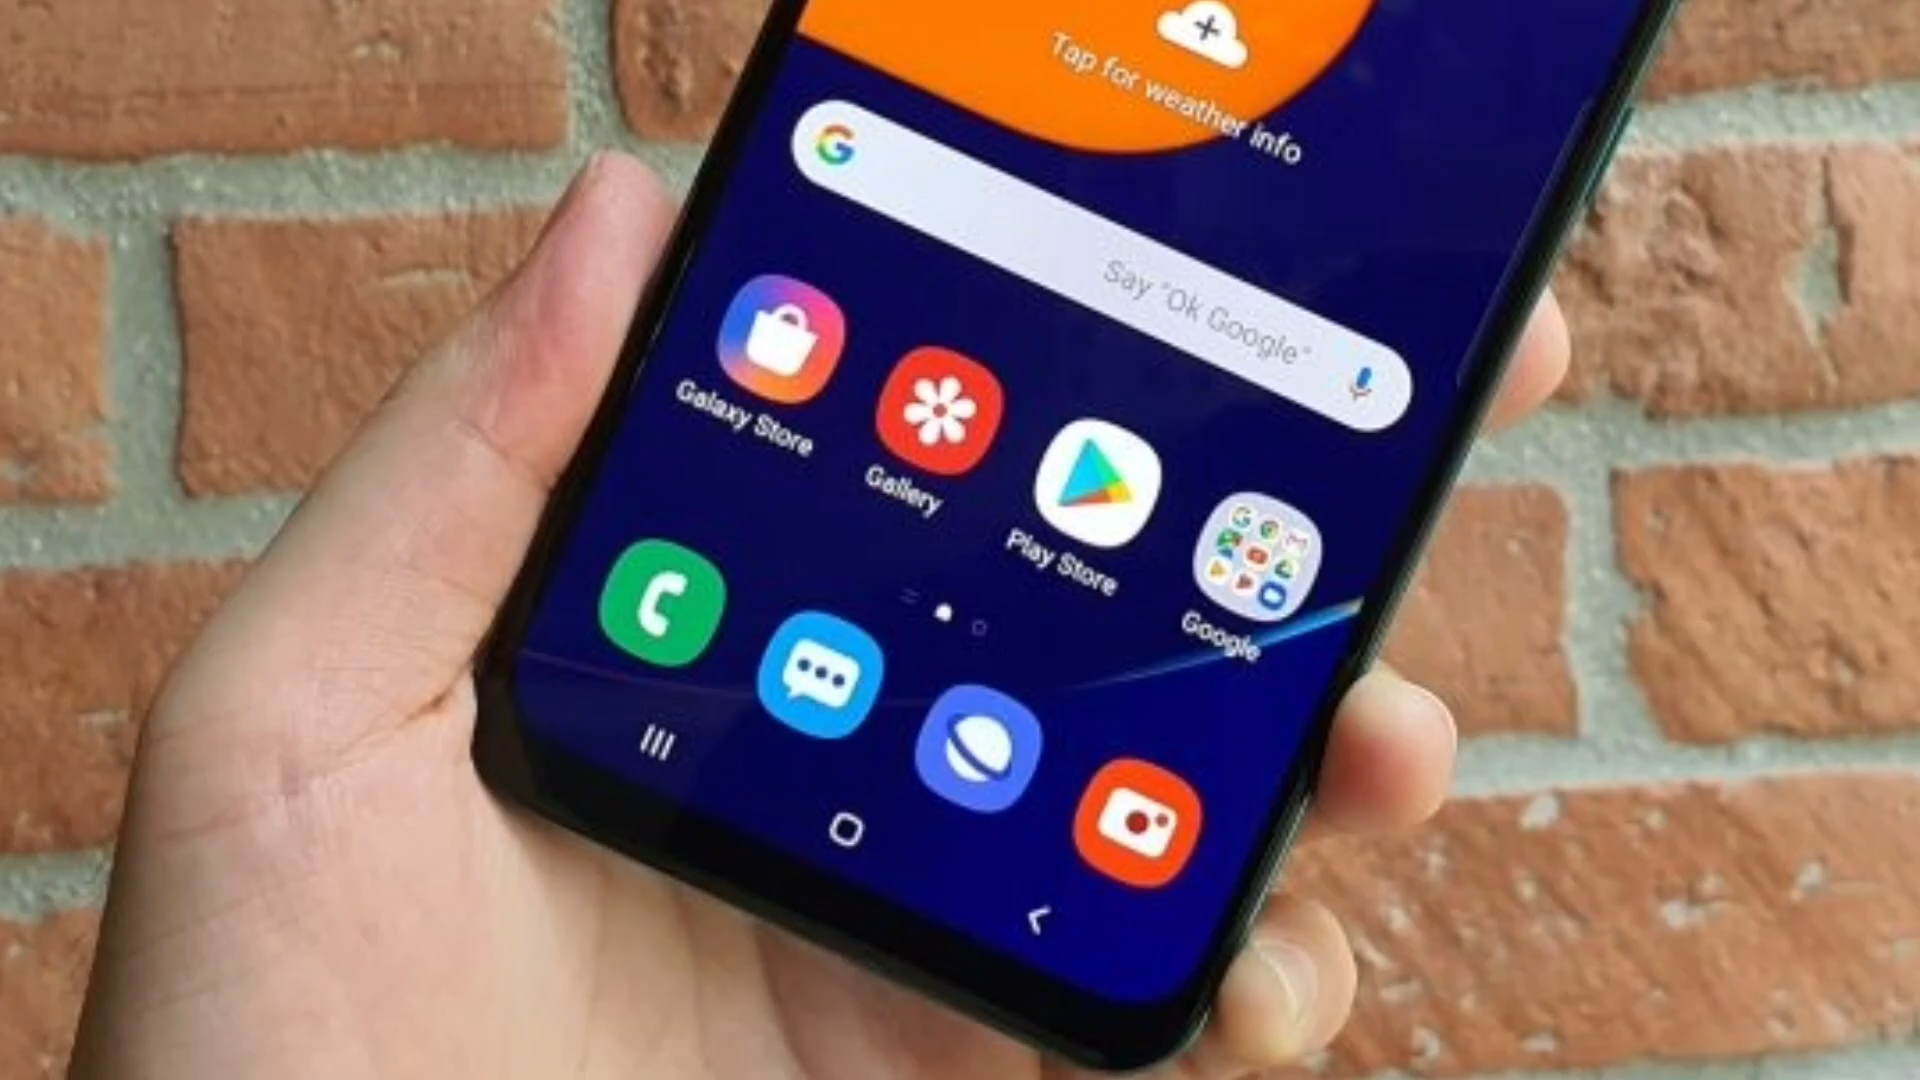 Tap for weather info
G
Say "Ok Google"
Galaxy Store
Gallery
Play Store
Google